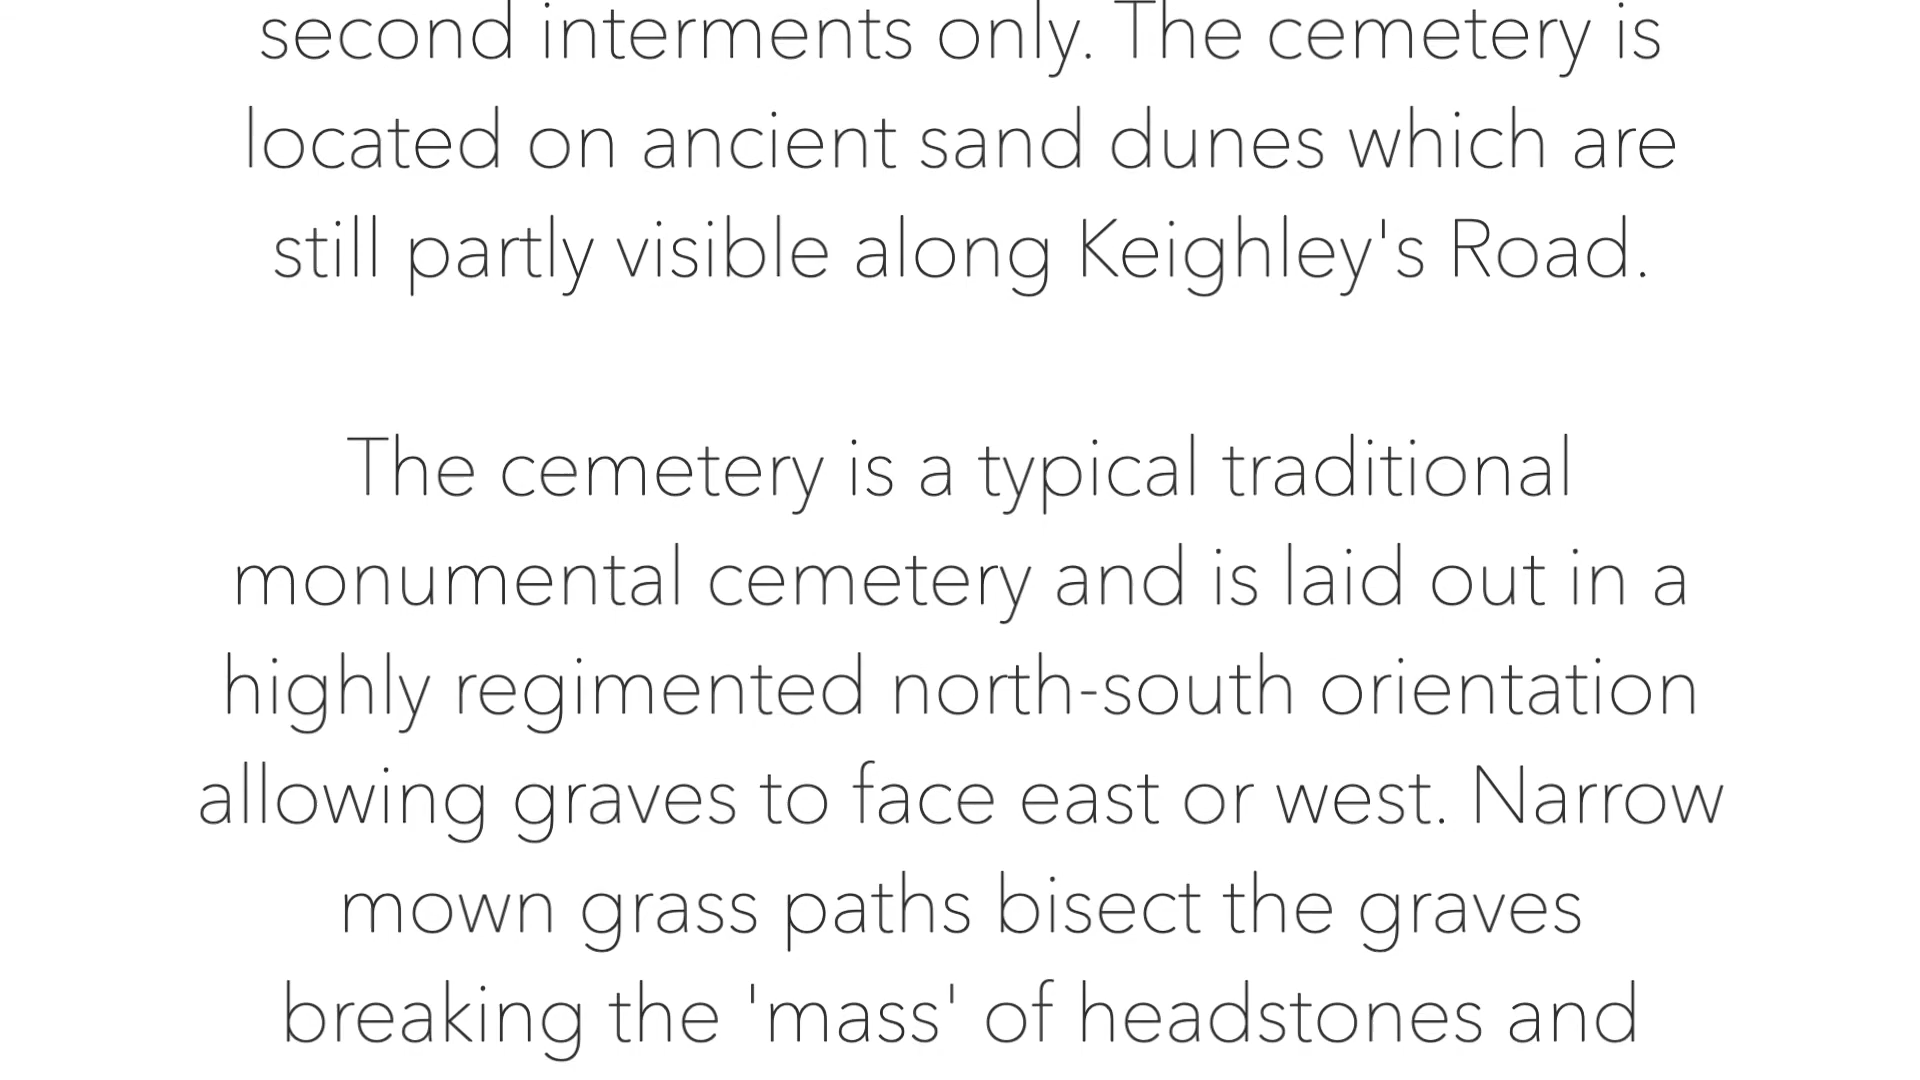 second interments only. The cemetery is
located on ancient sand dunes which are
still partly visible along Keighley's Road.
The cemetery is a typical traditional
monumental cemetery and is laid out in a
highly regimented north-south orientation
allowing graves to face east or west. Narrow
mown grass paths bisect the graves
breaking the 'mass' of headstones and